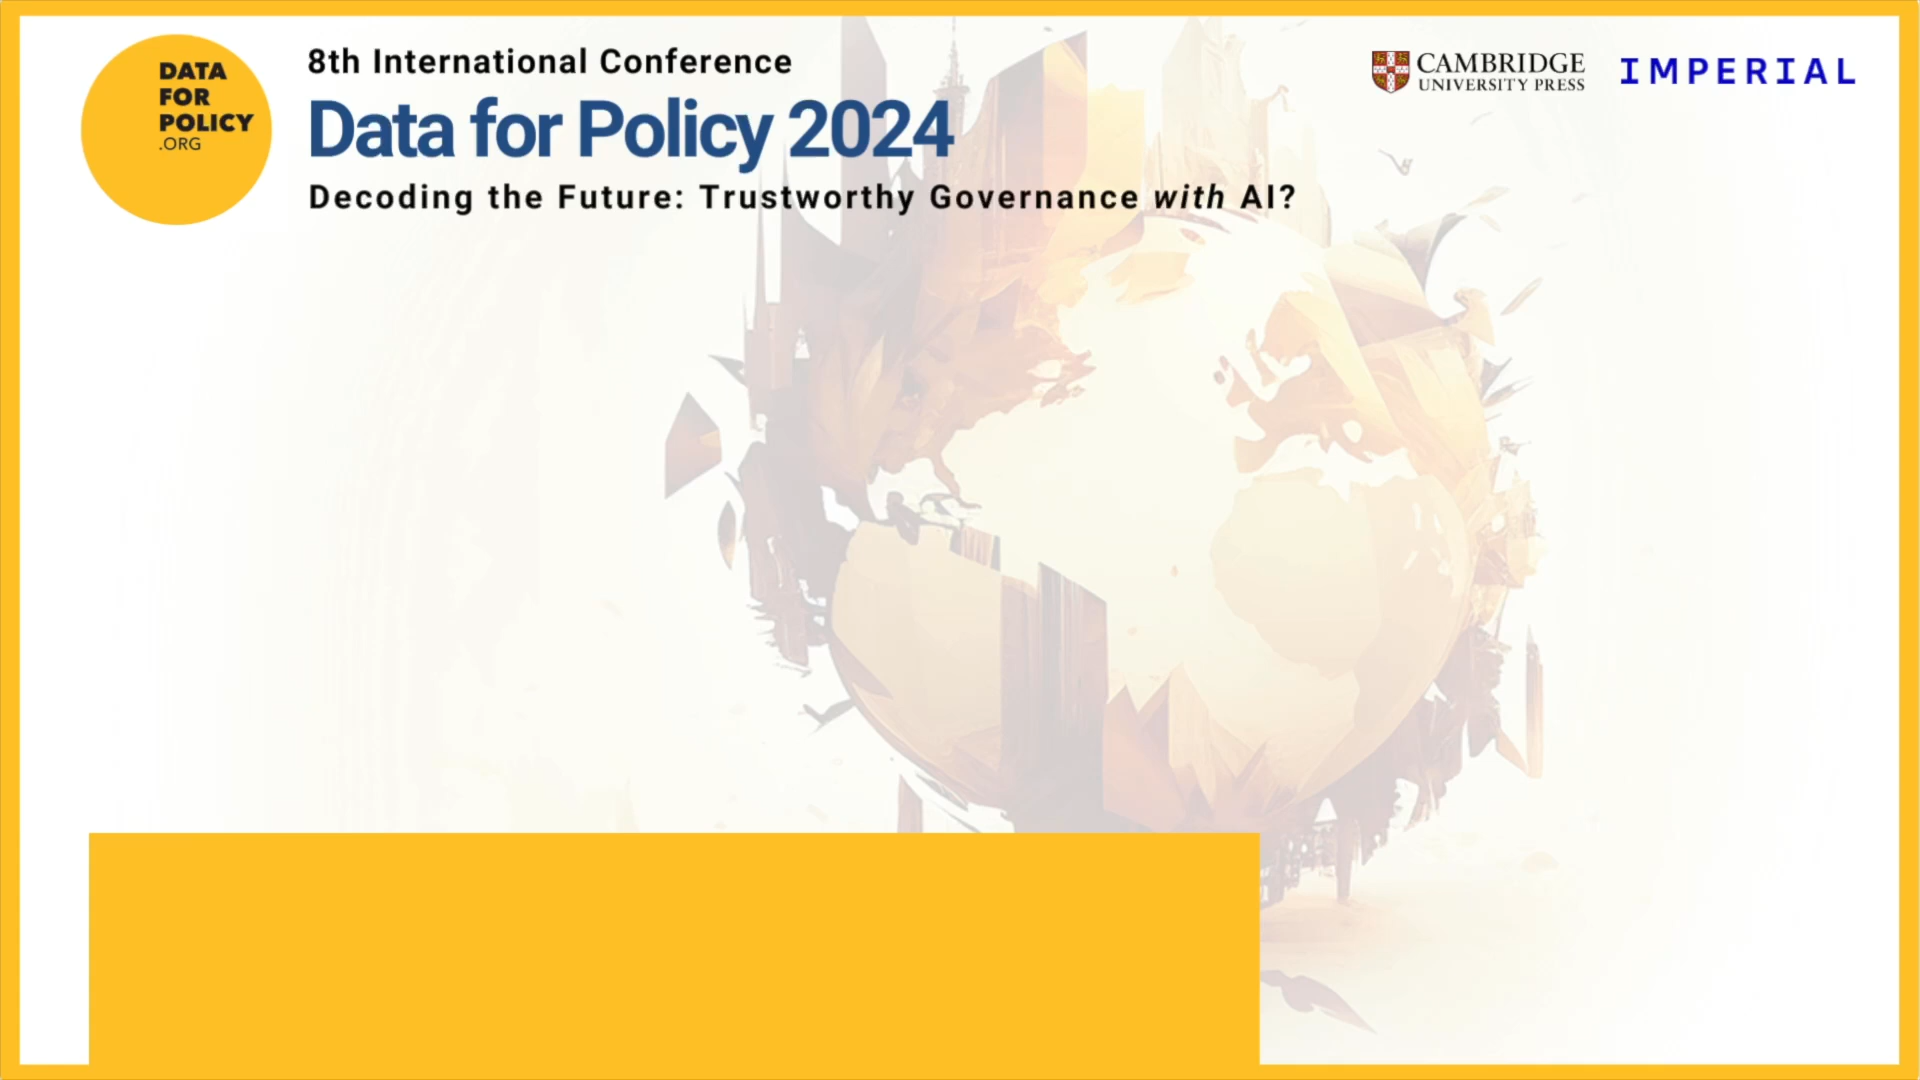 DATA
FOR
POLICY
.ORG
8th International Conference
Data for Policy 2024
Decoding the Future: Trustworthy Governance with AI?
CAMBRIDGE
UNIVERSITY PRESS
IMPERIAL